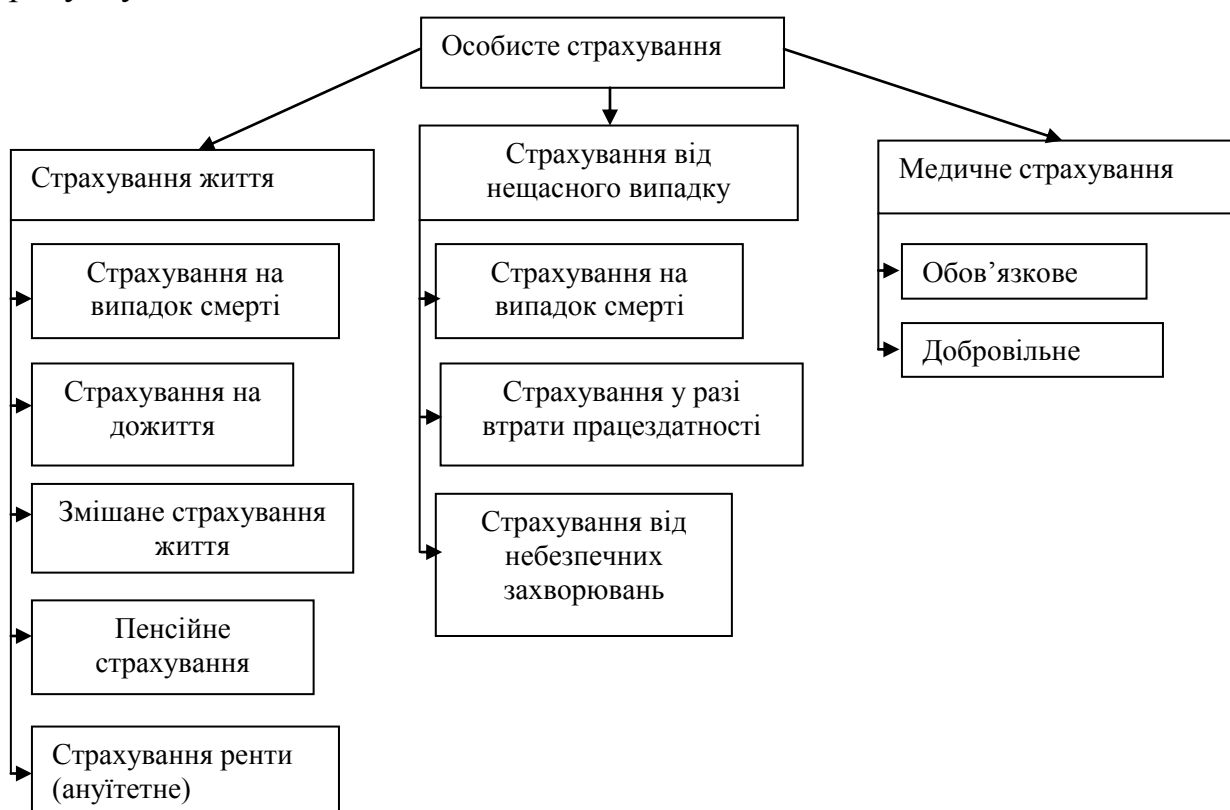 Особисте страхування
Страхування життя
Страхування від
нещасного випадку
Медичне страхування
Страхування на
випадок смерті
Страхування на
дожиття
Змішане страхування
життя
Пенсійне
страхування
Страхування ренти
(ануїтетне)
Страхування на
випадок смерті
Страхування у разі
втрати працездатності
Страхування від
небезпечних
захворювань
Обов’язкове
Добровільне